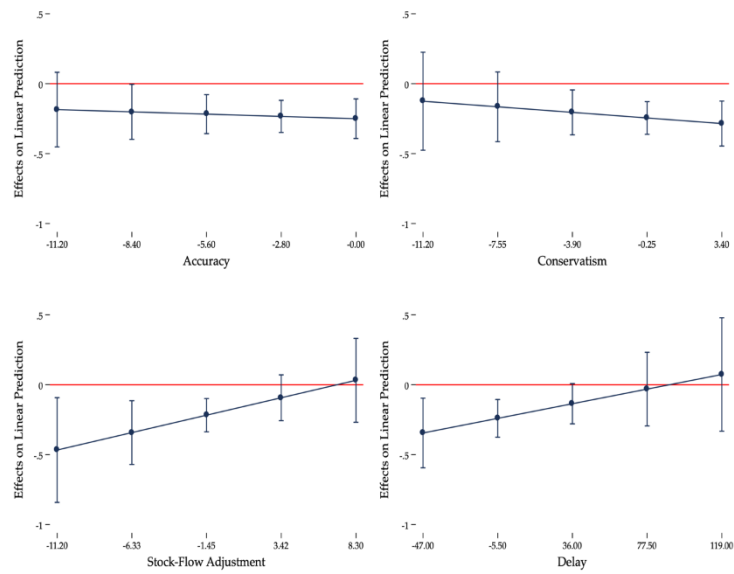 Effects on Linear Prediction
.5
0
-.5
-1
-11.20 -8.40 -5.60 -2.80 -0.00
Accuracy
Effects on Linear Prediction
.5
0
-.5
-1
-11.20 -7.55 -3.90 -0.25 3.40
Conservatism
Effects on Linear Prediction
.5
0
-.5
-1
-11.20 -6.33 -1.45 3.42 8.30
Stock-Flow Adjustment
Effects on Linear Prediction
.5
0
-.5
-1
-47.00 -5.50 36.00 77.50 119.00
Delay